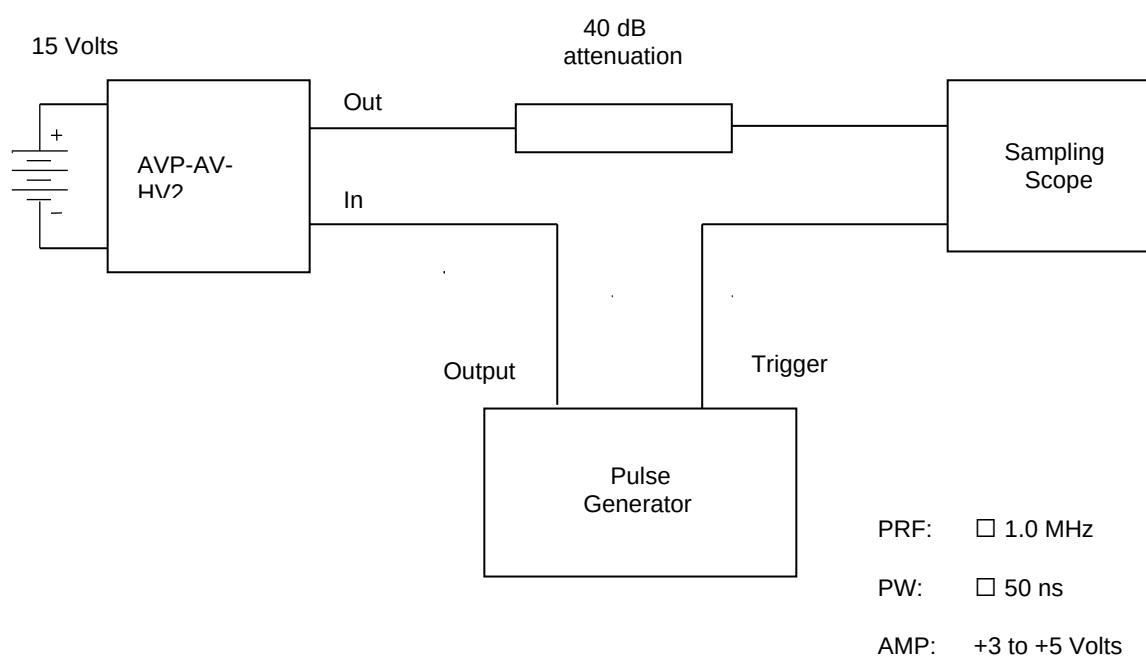 15 Volts
40 dB
attenuation
Out
AVP-AV-
HV2
In
Sampling
Scope
+
−
Output
Trigger
Pulse
Generator
PRF: □ 1.0 MHz
PW: □ 50 ns
AMP: +3 to +5 Volts